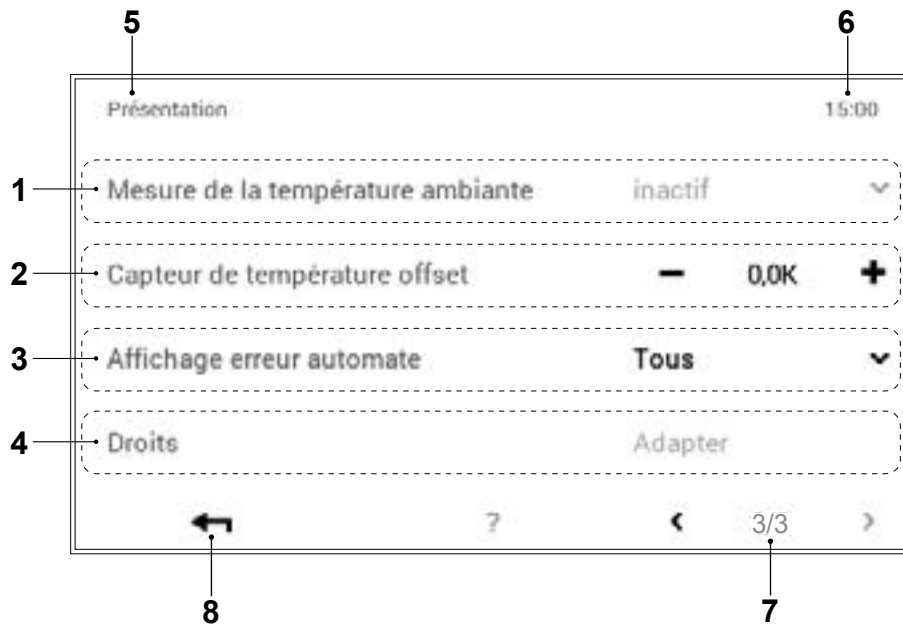 5 6
Présentation 15:00
1 Mesure de la température ambiante inactif
2 Capteur de température offset − 0,0K +
3 Affichage erreur automate Tous
4 Droits Adapter
? < 3/3 >
8 7